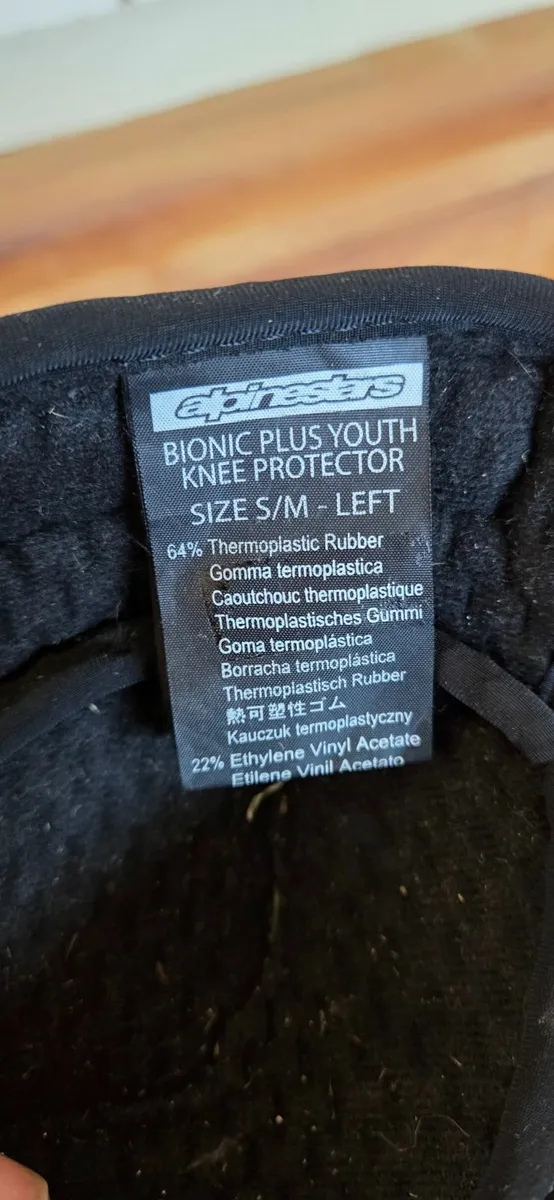 alpinestars
BIONIC PLUS YOUTH
KNEE PROTECTOR
SIZE S/M - LEFT
64% Thermoplastic Rubber
Gomma termoplastica
Caoutchouc thermoplastique
Thermoplastisches Gummi
Goma termoplástica
Borracha termoplástica
Thermoplastisch Rubber
熱可塑性ゴム
Kauczuk termoplastyczny
22% Ethylene Vinyl Acetate
Etilene Vinil Acetato